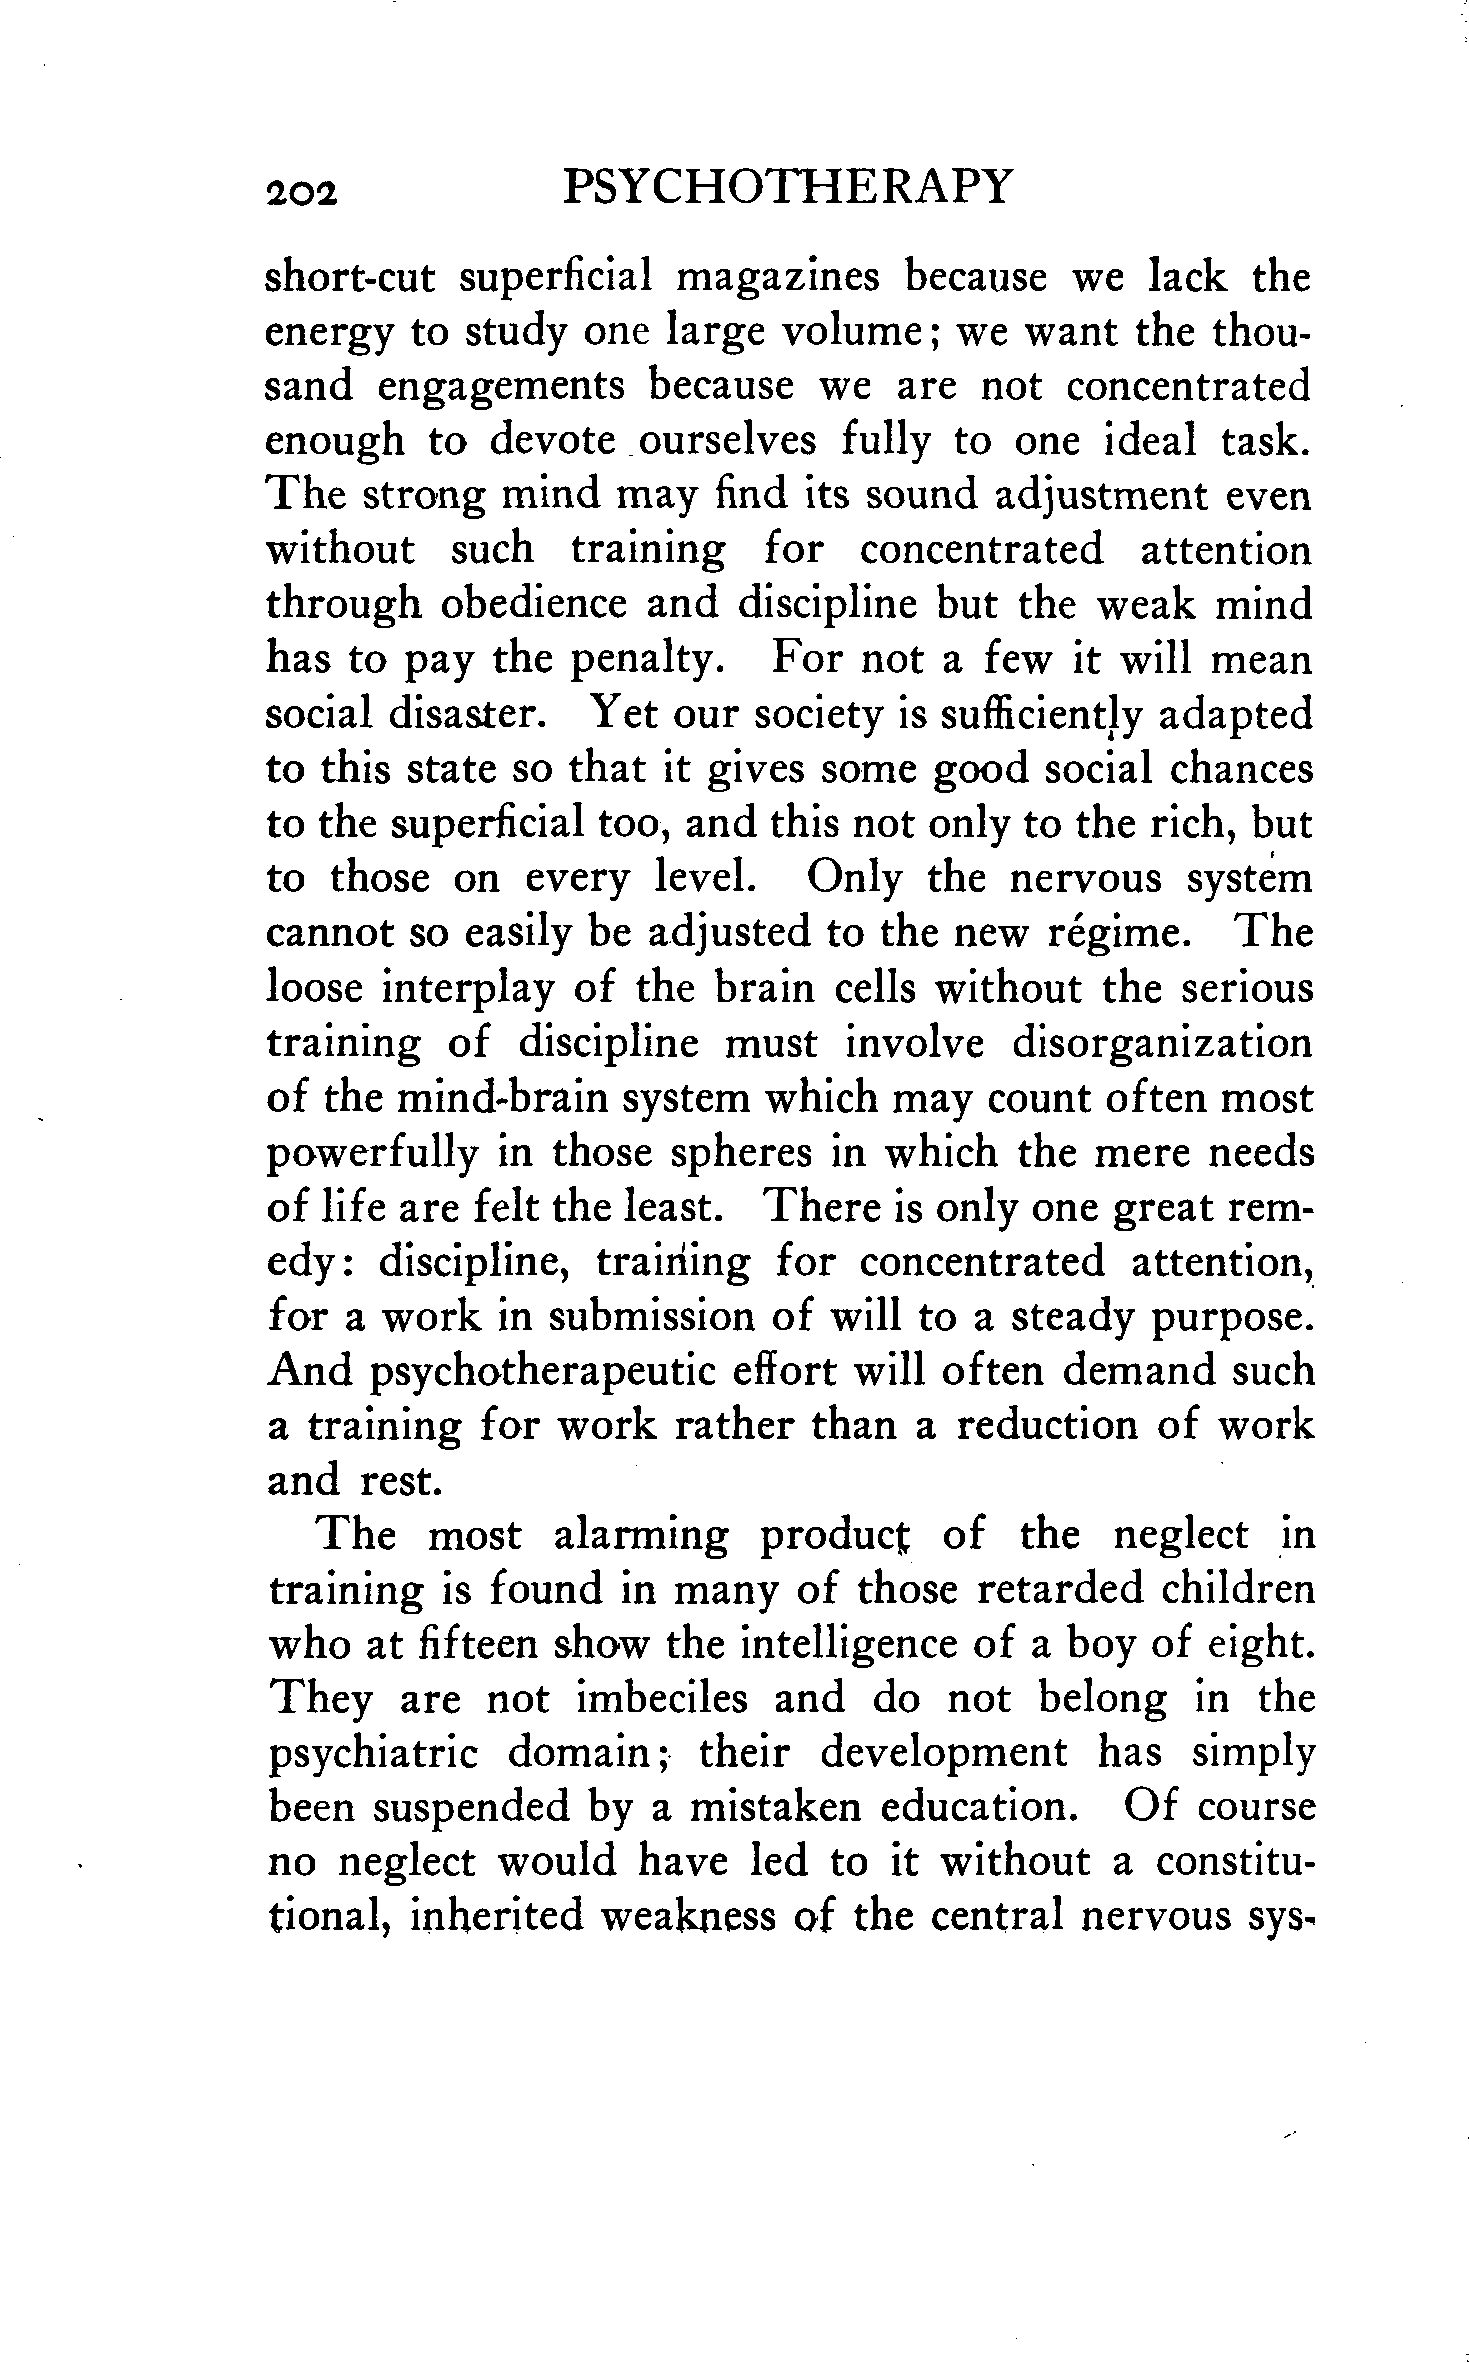 202 PSYCHOTHERAPY
short-cut superficial magazines because we lack the
energy to study one large volume; we want the thou-
sand engagements because we are not concentrated
enough to devote ourselves fully to one ideal task.
The strong mind may find its sound adjustment even
without such training for concentrated attention
through obedience and discipline but the weak mind
has to pay the penalty. For not a few it will mean
social disaster. Yet our society is sufficiently adapted
to this state so that it gives some good social chances
to the superficial too, and this not only to the rich, but
to those on every level. Only the nervous system
cannot so easily be adjusted to the new régime. The
loose interplay of the brain cells without the serious
training of discipline must involve disorganization
of the mind-brain system which may count often most
powerfully in those spheres in which the mere needs
of life are felt the least. There is only one great rem-
edy: discipline, training for concentrated attention,
for a work in submission of will to a steady purpose.
And psychotherapeutic effort will often demand such
a training for work rather than a reduction of work
and rest.
The most alarming product of the neglect in
training is found in many of those retarded children
who at fifteen show the intelligence of a boy of eight.
They are not imbeciles and do not belong in the
psychiatric domain; their development has simply
been suspended by a mistaken education. Of course
no neglect would have led to it without a constitu-
tional, inherited weakness of the central nervous sys-